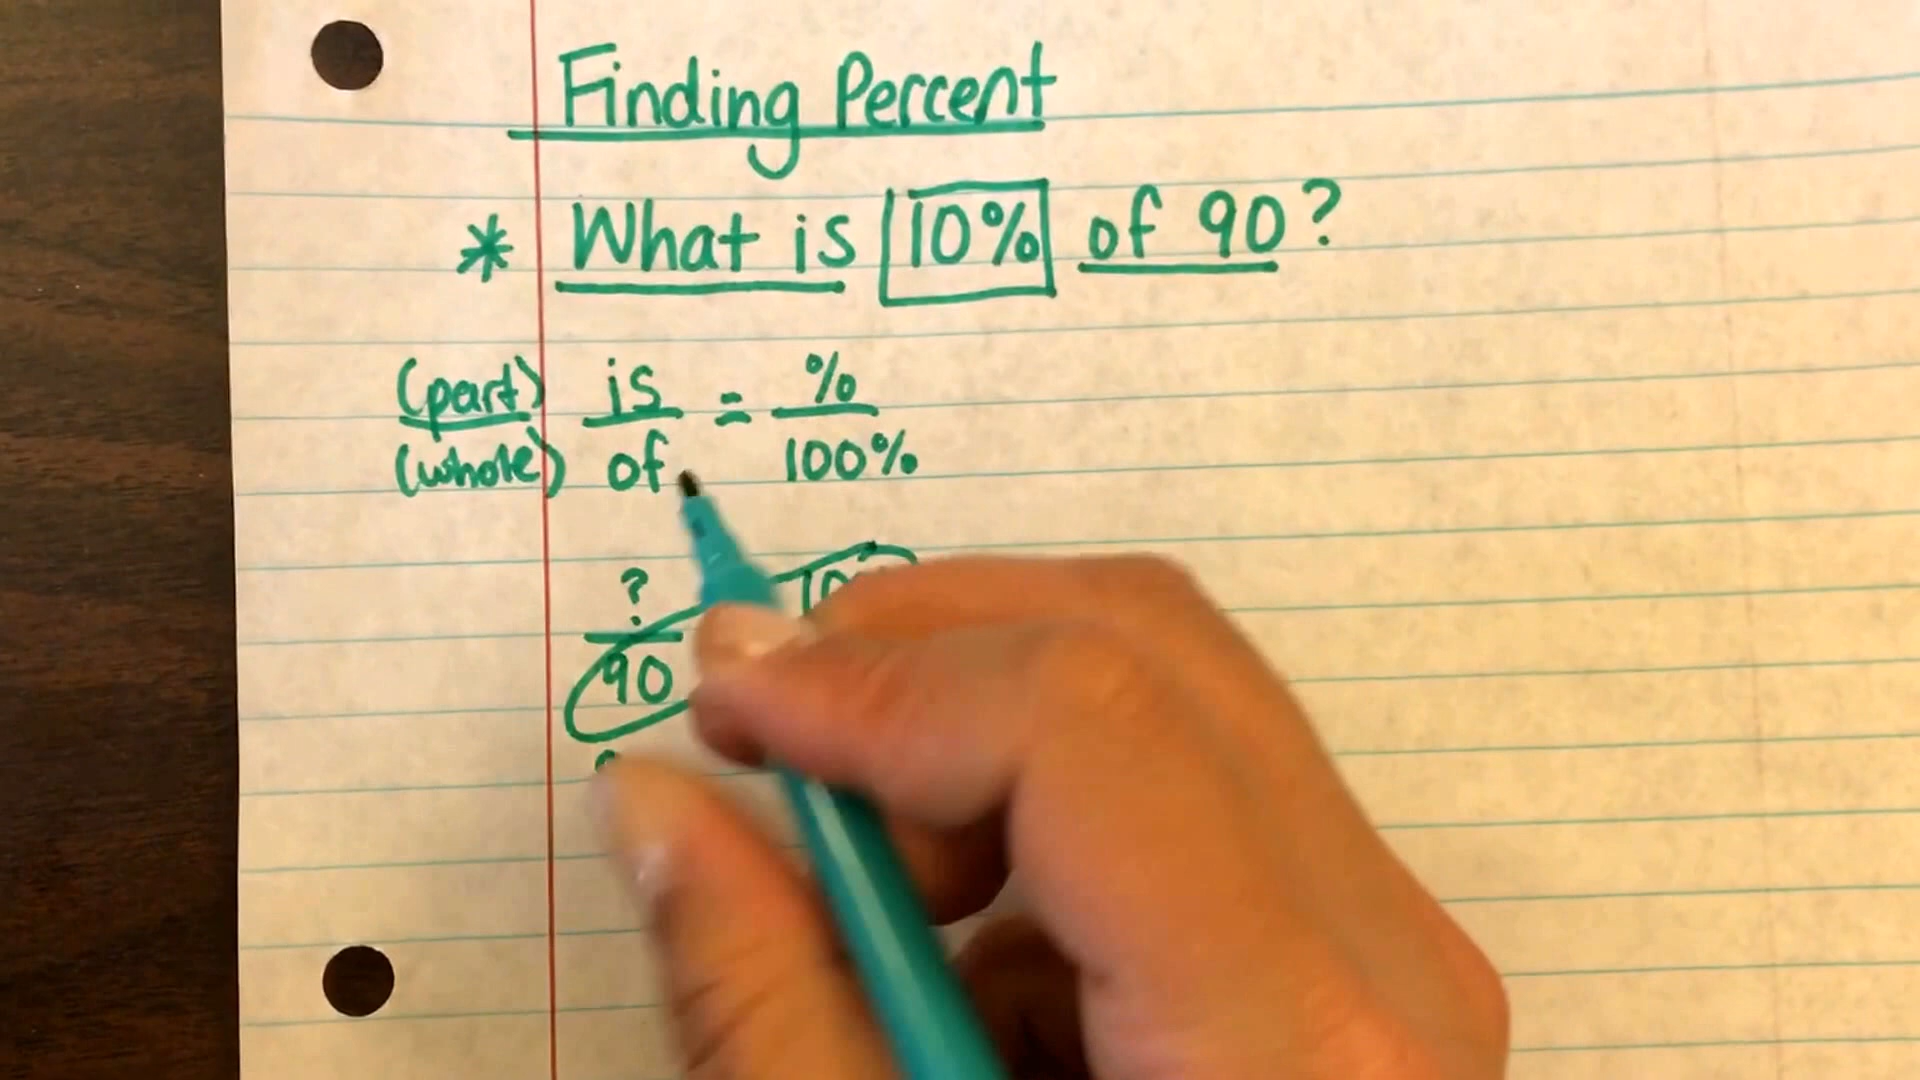 Finding Percent
* What is 10% of 90?
(part) is = %
(whole) of 100%
?
90